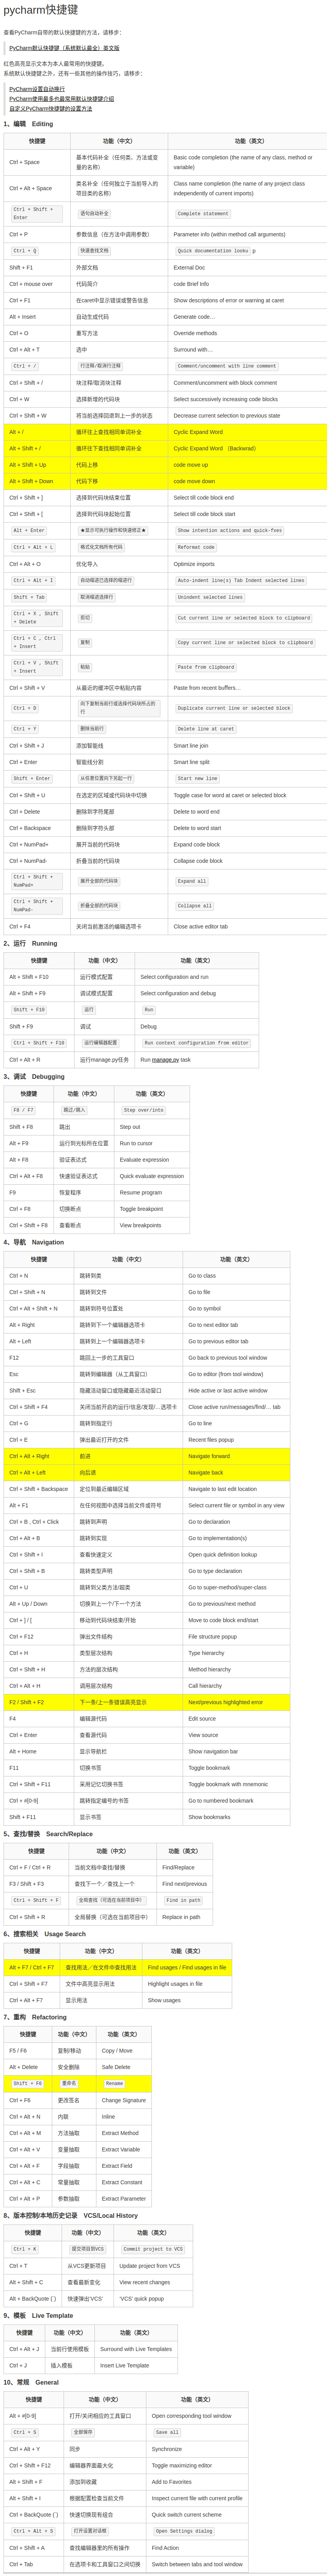 pycharm快捷键
查看PyCharm自带的默认快捷键的方法，请移步：
PyCharm默认快捷键（系统默认最全）英文版
红色高亮显示文本为本人最常用的快捷键。
系统默认快捷键之外，还有一些其他的操作技巧，请移步：
PyCharm设置自动换行
PyCharm使用最多也最常用默认快捷键介绍
自定义PyCharm快捷键的设置方法
1、编辑 Editing
快捷键 功能（中文） 功能（英文）
Ctrl + Space 基本代码补全（任何类、方法或变量的名称） Basic code completion (the name of any class, method or variable)
Ctrl + Alt + Space 类名补全（任何独立于当前导入的项目类的名称） Class name completion (the name of any project class independently of current imports)
Ctrl + Shift + Enter 语句自动补全 Complete statement
Ctrl + P 参数信息（在方法中调用参数） Parameter info (within method call arguments)
Ctrl + Q 快速查找文档 Quick documentation looku p
Shift + F1 外部文档 External Doc
Ctrl + mouse over 代码简介 code Brief Info
Ctrl + F1 在caret中显示错误或警告信息 Show descriptions of error or warning at caret
Alt + Insert 自动生成代码 Generate code…
Ctrl + O 重写方法 Override methods
Ctrl + Alt + T 选中 Surround with…
Ctrl + / 行注释/取消行注释 Comment/uncomment with line comment
Ctrl + Shift + / 块注释/取消块注释 Comment/uncomment with block comment
Ctrl + W 选择新增的代码块 Select successively increasing code blocks
Ctrl + Shift + W 将当前选择回退到上一步的状态 Decrease current selection to previous state
Alt + / 循环往上查找相同单词补全 Cyclic Expand Word
Alt + Shift + / 循环往下查找相同单词补全 Cyclic Expand Word （Backwrad）
Alt + Shift + Up 代码上移 code move up
Alt + Shift + Down 代码下移 code move down
Ctrl + Shift + ] 选择到代码块结束位置 Select till code block end
Ctrl + Shift + [ 选择到代码块起始位置 Select till code block start
Alt + Enter ★显示可执行操作和快速修正★ Show intention actions and quick-fxes
Ctrl + Alt + L 格式化文档所有代码 Reformat code
Ctrl + Alt + O 优化导入 Optimize imports
Ctrl + Alt + I 自动缩进已选择的缩进行 Auto-indent line(s) Tab Indent selected lines
Shift + Tab 取消缩进选择行 Unindent selected lines
Ctrl + X , Shift + Delete 剪切 Cut current line or selected block to clipboard
Ctrl + C , Ctrl + Insert 复制 Copy current line or selected block to clipboard
Ctrl + V , Shift + Insert 粘贴 Paste from clipboard
Ctrl + Shift + V 从最近的缓冲区中粘贴内容 Paste from recent buffers…
Ctrl + D 向下复制当前行或选择代码块所占的行 Duplicate current line or selected block
Ctrl + Y 删除当前行 Delete line at caret
Ctrl + Shift + J 添加智能线 Smart line join
Ctrl + Enter 智能线分割 Smart line split
Shift + Enter 从任意位置向下另起一行 Start new line
Ctrl + Shift + U 在选定的区域或代码块中切换 Toggle case for word at caret or selected block
Ctrl + Delete 删除到字符尾部 Delete to word end
Ctrl + Backspace 删除到字符头部 Delete to word start
Ctrl + NumPad+ 展开当前的代码块 Expand code block
Ctrl + NumPad- 折叠当前的代码块 Collapse code block
Ctrl + Shift + NumPad+ 展开全部的代码块 Expand all
Ctrl + Shift + NumPad- 折叠全部的代码块 Collapse all
Ctrl + F4 关闭当前激活的编辑选项卡 Close active editor tab
2、运行 Running
快捷键 功能（中文） 功能（英文）
Alt + Shift + F10 运行模式配置 Select configuration and run
Alt + Shift + F9 调试模式配置 Select configuration and debug
Shift + F10 运行 Run
Shift + F9 调试 Debug
Ctrl + Shift + F10 运行编辑器配置 Run context configuration from editor
Ctrl + Alt + R 运行manage.py任务 Run manage.py task
3、调试 Debugging
快捷键 功能（中文） 功能（英文）
F8 / F7 跳过/跳入 Step over/into
Shift + F8 跳出 Step out
Alt + F9 运行到光标所在位置 Run to cursor
Alt + F8 验证表达式 Evaluate expression
Ctrl + Alt + F8 快速验证表达式 Quick evaluate expression
F9 恢复程序 Resume program
Ctrl + F8 切换断点 Toggle breakpoint
Ctrl + Shift + F8 查看断点 View breakpoints
4、导航 Navigation
快捷键 功能（中文） 功能（英文）
Ctrl + N 跳转到类 Go to class
Ctrl + Shift + N 跳转到文件 Go to file
Ctrl + Alt + Shift + N 跳转到符号位置处 Go to symbol
Alt + Right 跳转到下一个编辑器选项卡 Go to next editor tab
Alt + Left 跳转到上一个编辑器选项卡 Go to previous editor tab
F12 跳回上一步的工具窗口 Go back to previous tool window
Esc 跳转到编辑器（从工具窗口） Go to editor (from tool window)
Shift + Esc 隐藏活动窗口或隐藏最近活动窗口 Hide active or last active window
Ctrl + Shift + F4 关闭当前开启的运行/信息/发现/…选项卡 Close active run/messages/find/… tab
Ctrl + G 跳转到指定行 Go to line
Ctrl + E 弹出最近打开的文件 Recent files popup
Ctrl + Alt + Right 前进 Navigate forward
Ctrl + Alt + Left 向后退 Navigate back
Ctrl + Shift + Backspace 定位到最近编辑区域 Navigate to last edit location
Alt + F1 在任何视图中选择当前文件或符号 Select current file or symbol in any view
Ctrl + B , Ctrl + Click 跳转到声明 Go to declaration
Ctrl + Alt + B 跳转到实现 Go to implementation(s)
Ctrl + Shift + I 查看快速定义 Open quick definition lookup
Ctrl + Shift + B 跳转类型声明 Go to type declaration
Ctrl + U 跳转到父类方法/超类 Go to super-method/super-class
Alt + Up / Down 切换到上一个/下一个方法 Go to previous/next method
Ctrl + ] / [ 移动到代码块结束/开始 Move to code block end/start
Ctrl + F12 弹出文件结构 File structure popup
Ctrl + H 类型层次结构 Type hierarchy
Ctrl + Shift + H 方法的层次结构 Method hierarchy
Ctrl + Alt + H 调用层次结构 Call hierarchy
F2 / Shift + F2 下一条/上一条错误高亮显示 Next/previous highlighted error
F4 编辑源代码 Edit source
Ctrl + Enter 查看源代码 View source
Alt + Home 显示导航栏 Show navigation bar
F11 切换书签 Toggle bookmark
Ctrl + Shift + F11 采用记忆切换书签 Toggle bookmark with mnemonic
Ctrl + #[0-9] 跳转指定编号的书签 Go to numbered bookmark
Shift + F11 显示书签 Show bookmarks
5、查找/替换 Search/Replace
快捷键 功能（中文） 功能（英文）
Ctrl + F / Ctrl + R 当前文档中查找/替换 Find/Replace
F3 / Shift + F3 查找下一个／查找上一个 Find next/previous
Ctrl + Shift + F 全局查找（可选在当前项目中） Find in path
Ctrl + Shift + R 全局替换（可选在当前项目中） Replace in path
6、搜索相关 Usage Search
快捷键 功能（中文） 功能（英文）
Alt + F7 / Ctrl + F7 查找用法／在文件中查找用法 Find usages / Find usages in file
Ctrl + Shift + F7 文件中高亮显示用法 Highlight usages in file
Ctrl + Alt + F7 显示用法 Show usages
7、重构 Refactoring
快捷键 功能（中文） 功能（英文）
F5 / F6 复制/移动 Copy / Move
Alt + Delete 安全删除 Safe Delete
Shift + F6 重命名 Rename
Ctrl + F6 更改签名 Change Signature
Ctrl + Alt + N 内联 Inline
Ctrl + Alt + M 方法抽取 Extract Method
Ctrl + Alt + V 变量抽取 Extract Variable
Ctrl + Alt + F 字段抽取 Extract Field
Ctrl + Alt + C 常量抽取 Extract Constant
Ctrl + Alt + P 参数抽取 Extract Parameter
8、版本控制/本地历史记录 VCS/Local History
快捷键 功能（中文） 功能（英文）
Ctrl + K 提交项目到VCS Commit project to VCS
Ctrl + T 从VCS更新项目 Update project from VCS
Alt + Shift + C 查看最新变化 View recent changes
Alt + BackQuote (`) 快速弹出'VCS' 'VCS' quick popup
9、模板 Live Template
快捷键 功能（中文） 功能（英文）
Ctrl + Alt + J 当前行使用模板 Surround with Live Templates
Ctrl + J 插入模板 Insert Live Template
10、常规 General
快捷键 功能（中文） 功能（英文）
Alt + #[0-9] 打开/关闭相应的工具窗口 Open corresponding tool window
Ctrl + S 全部保存 Save all
Ctrl + Alt + Y 同步 Synchronize
Ctrl + Shift + F12 编辑器界面最大化 Toggle maximizing editor
Alt + Shift + F 添加到收藏 Add to Favorites
Alt + Shift + I 根据配置检查当前文件 Inspect current file with current profile
Ctrl + BackQuote (`) 快速切换现有组合 Quick switch current scheme
Ctrl + Alt + S 打开设置对话框 Open Settings dialog
Ctrl + Shift + A 查找编辑器里的所有操作 Find Action
Ctrl + Tab 在选项卡和工具窗口之间切换 Switch between tabs and tool window